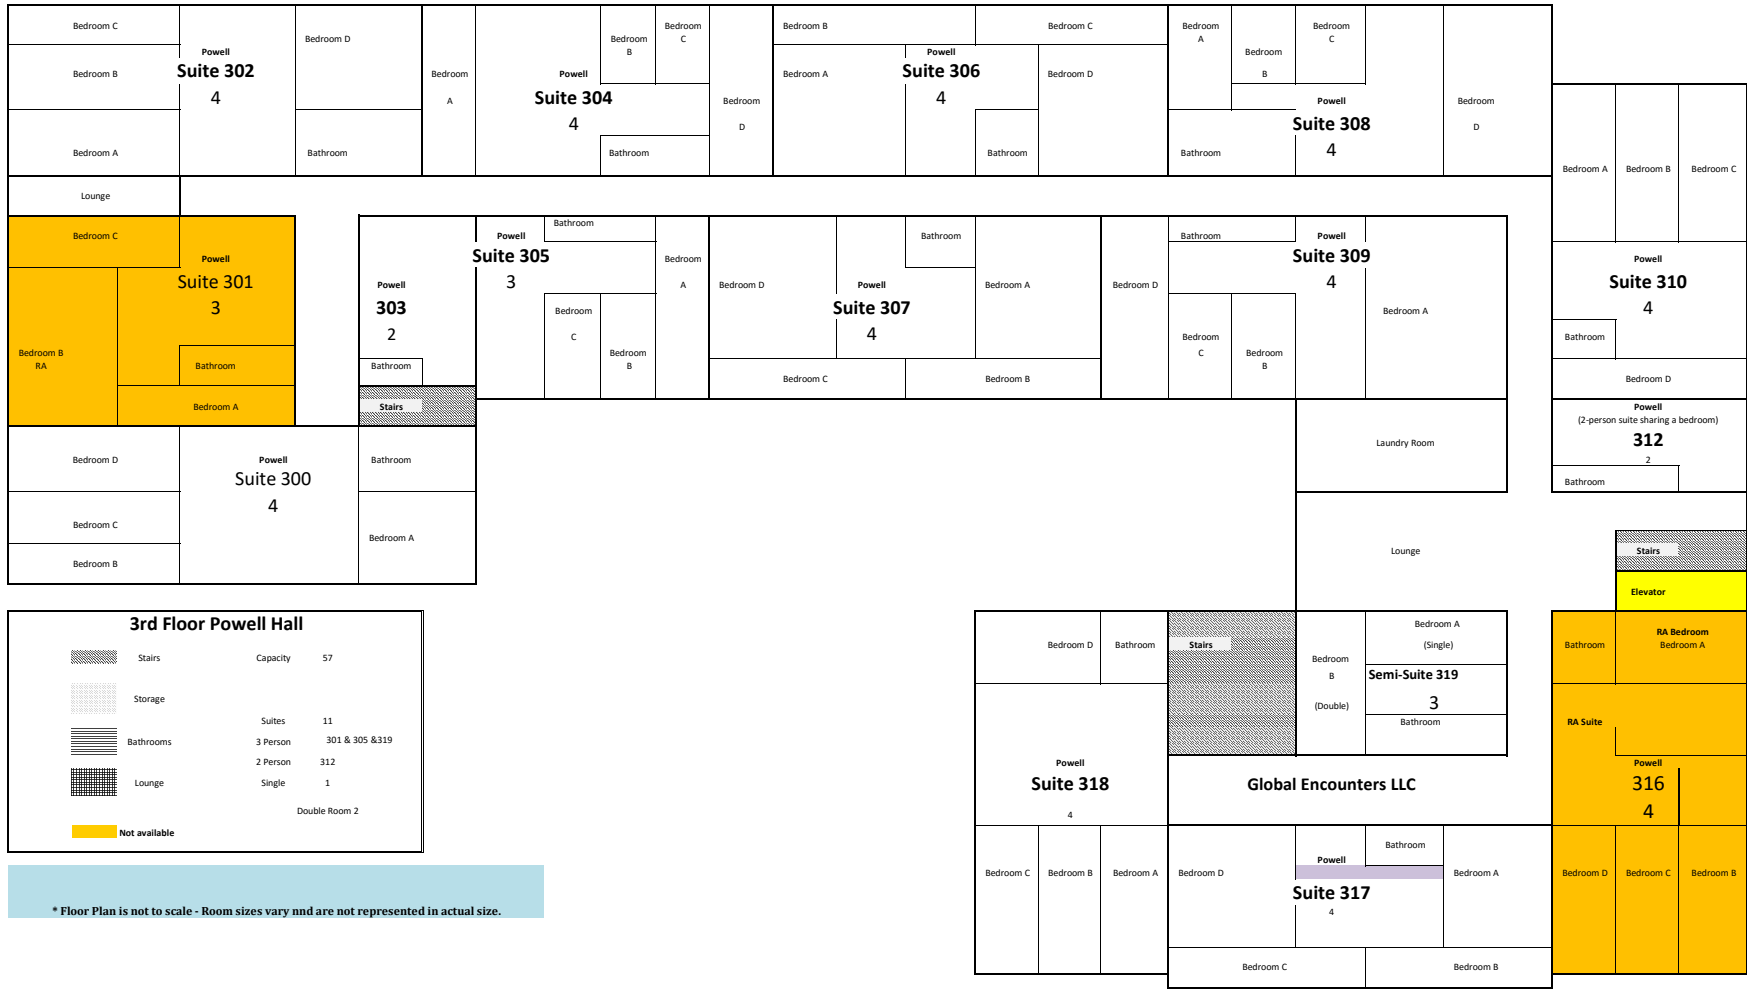 Bedroom C
Powell
Suite 302
4
Bedroom D
Bedroom B
Bedroom A
Bathroom
Bedroom
A
Powell
Suite 304
4
Bedroom
B
Bedroom
C
Bathroom
Bedroom
D
Bedroom B
Bedroom C
Powell
Suite 306
4
Bedroom A
Bedroom D
Bathroom
Bedroom
A
Bedroom
B
Bedroom
C
Powell
Suite 308
4
Bathroom
Bedroom
D
Bedroom A
Bedroom B
Bedroom C
Powell
Suite 310
4
Bathroom
Bedroom D
Lounge
Bedroom C
Powell
Suite 301
3
Bedroom B
RA
Bathroom
Bedroom A
Powell
303
2
Bathroom
Stairs
Powell
Suite 305
3
Bathroom
Bedroom
C
Bedroom
B
Bedroom
A
Bedroom D
Bathroom
Powell
Suite 307
4
Bedroom A
Bedroom C
Bedroom B
Bedroom D
Bathroom
Powell
Suite 309
4
Bedroom
C
Bedroom
B
Bedroom A
Powell
(2-person suite sharing a bedroom)
312
2
Bathroom
Laundry Room
Bedroom D
Powell
Suite 300
4
Bathroom
Bedroom C
Bedroom A
Bedroom B
Lounge
Stairs
Elevator
3rd Floor Powell Hall
Stairs Capacity 57
Storage
Suites 11
Bathrooms 3 Person 301 & 305 &319
2 Person 312
Lounge Single 1
Double Room 2
Not available
* Floor Plan is not to scale - Room sizes vary nnd are not represented in actual size.
Bedroom D
Bathroom
Powell
Suite 318
4
Bedroom C
Bedroom B
Bedroom A
Stairs
Bedroom
B
(Double)
Bedroom A
(Single)
Semi-Suite 319
3
Bathroom
Global Encounters LLC
Bedroom D
Powell
Bathroom
Suite 317
4
Bedroom A
Bedroom C
Bedroom B
Bathroom
RA Bedroom
Bedroom A
RA Suite
Powell
316
4
Bedroom D
Bedroom C
Bedroom B